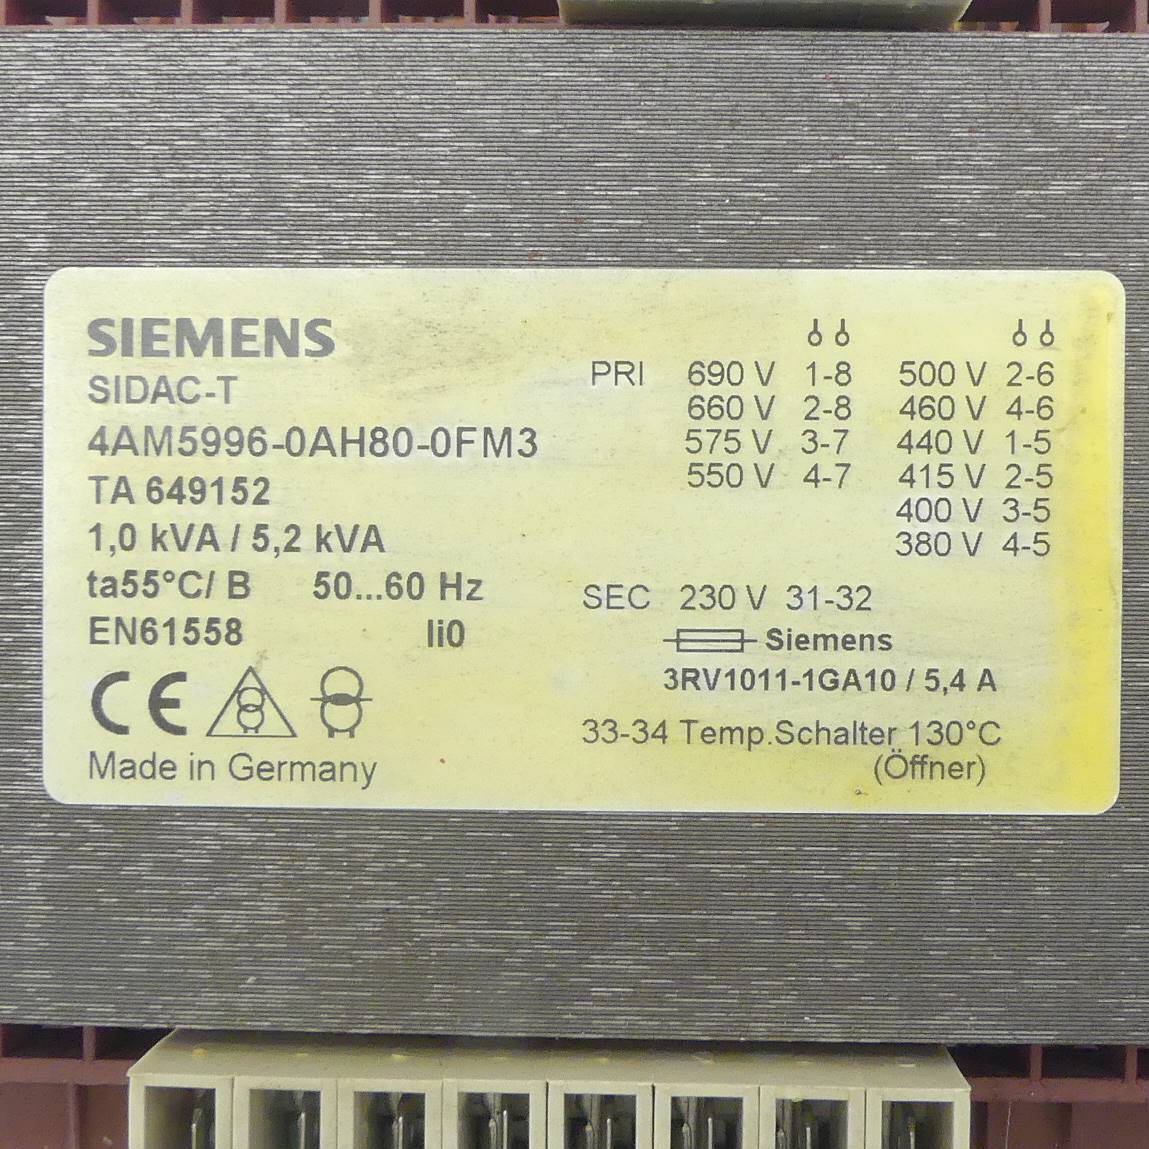 SIEMENS
SIDAC-T
4AM5996-0AH80-0FM3
TA 649152
1,0 kVA / 5,2 kVA
ta55°C/ B 50...60 Hz
EN61558 Ii0
CE
Made in Germany
PRI 690 V 1-8 500 V 2-6
660 V 2-8 460 V 4-6
575 V 3-7 440 V 1-5
550 V 4-7 415 V 2-5
400 V 3-5
380 V 4-5
SEC 230 V 31-32
Siemens
3RV1011-1GA10 / 5,4 A
33-34 Temp.Schalter 130°C
(Öffner)